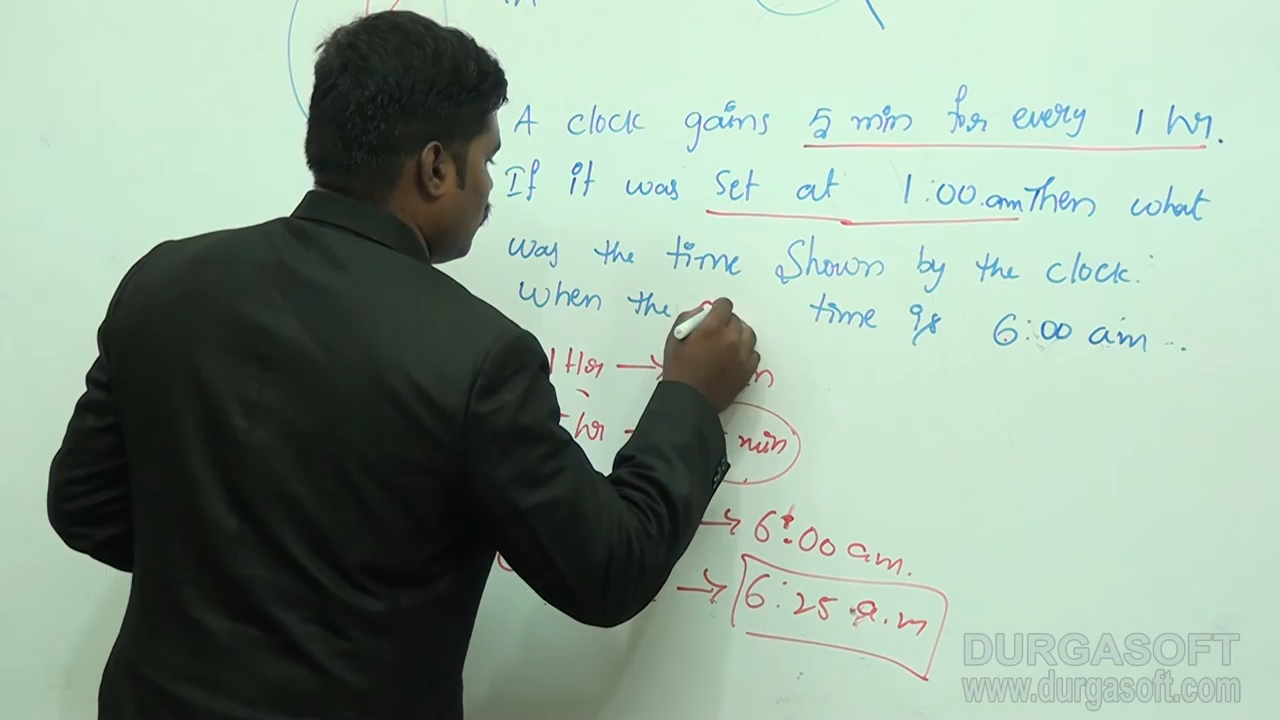 A clock gains 5 min for every 1 hr.
If it was set at 1:00.am Then what
was the time shown by the clock.
when the time is 6:00 am..
1 Hr →
hr min
→ 6:00 am.
→ 6:25 a.m
DURGASOFT
www.durgasoft.com